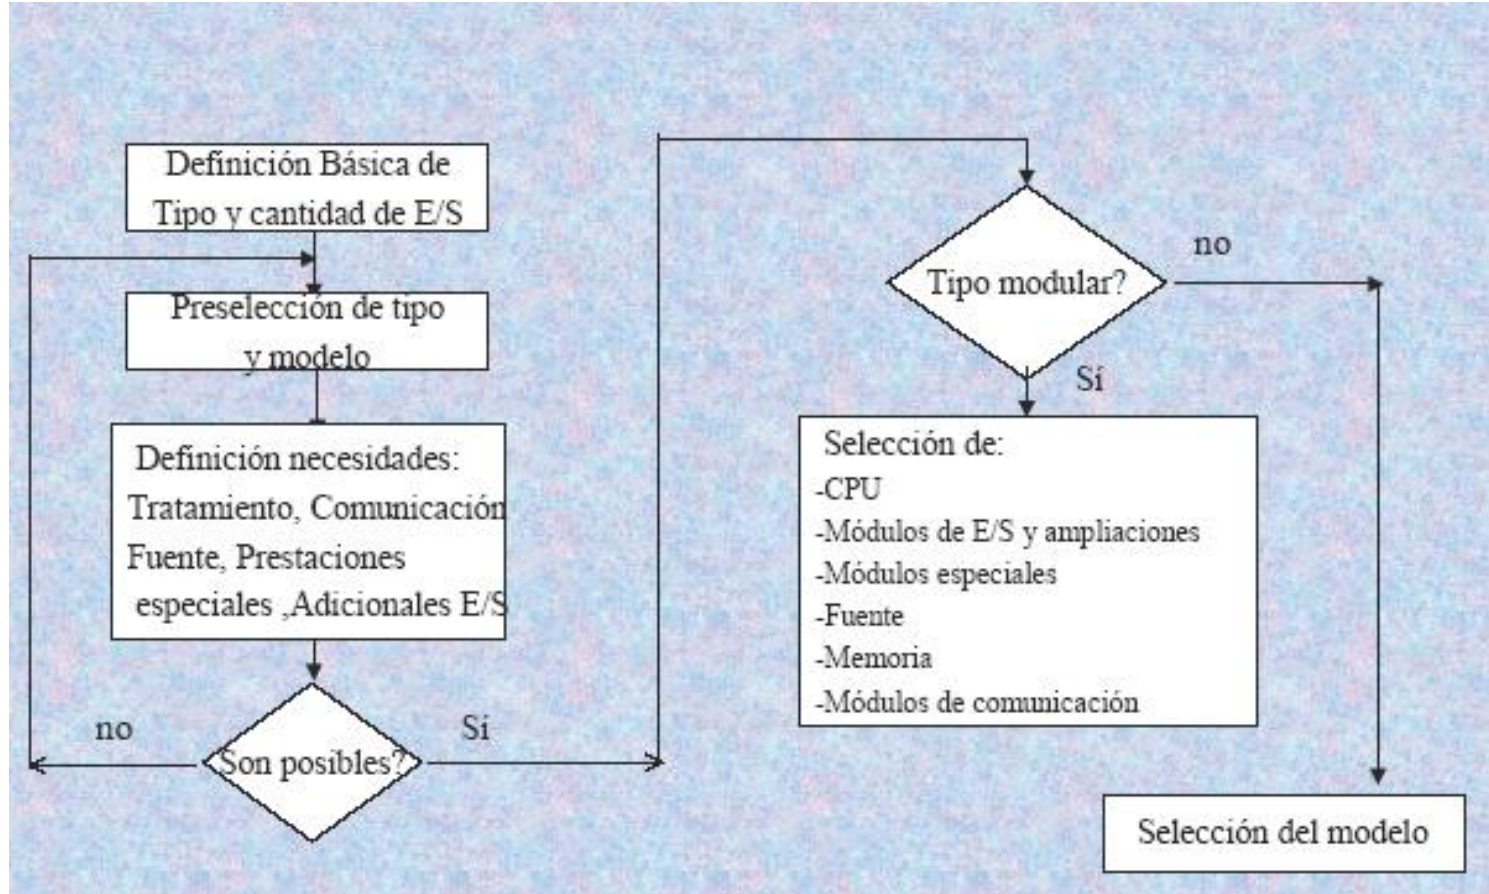 Definición Básica de
Tipo y cantidad de E/S
Preselección de tipo
y modelo
Definición necesidades:
Tratamiento, Comunicación
Fuente, Prestaciones
especiales ,Adicionales E/S
Son posibles?
no
Sí
Tipo modular?
no
Sí
Selección de:
-CPU
-Módulos de E/S y ampliaciones
-Módulos especiales
-Fuente
-Memoria
-Módulos de comunicación
Selección del modelo